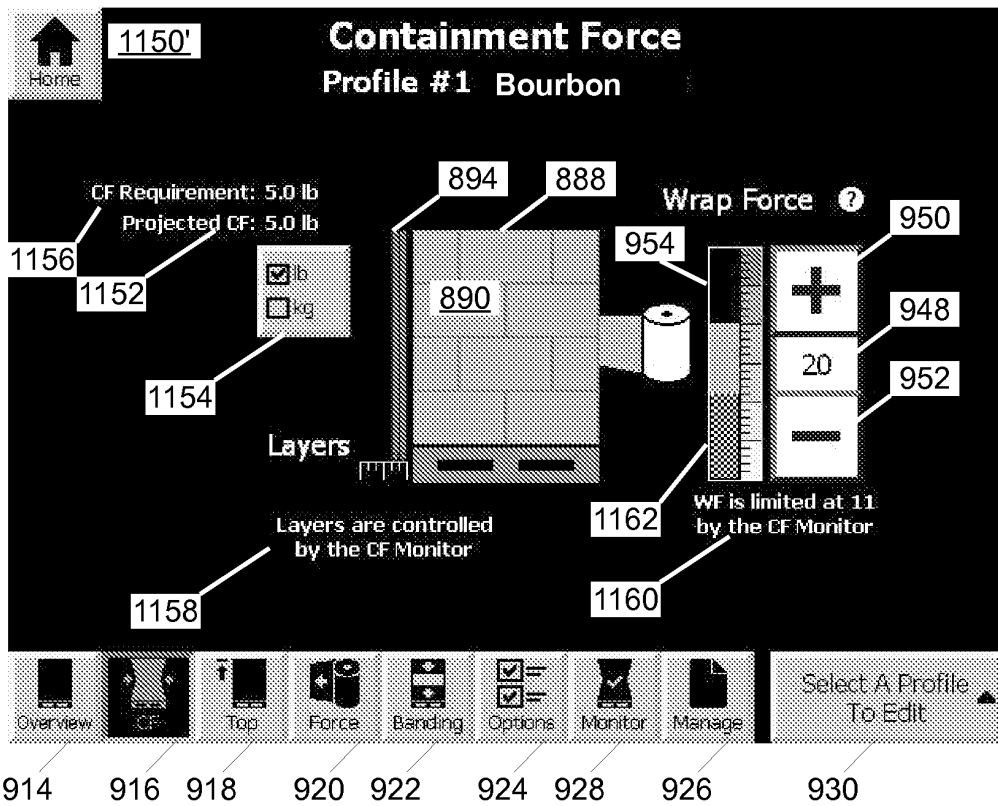 Home
1150'
Containment Force
Profile #1 Bourbon
894
888
CF Requirement: 5.0 lb
Projected CF: 5.0 lb
Wrap Force ?
950
954
1156
1152
lb
kg
890
948
20
952
1154
Layers
1162
WF is limited at 11
by the CF Monitor
Layers are controlled
by the CF Monitor
1158
1160
Overview
CF
Top
Force
Banding
Options
Monitor
Manage
Select A Profile
To Edit
914 916 918 920 922 924 928 926 930